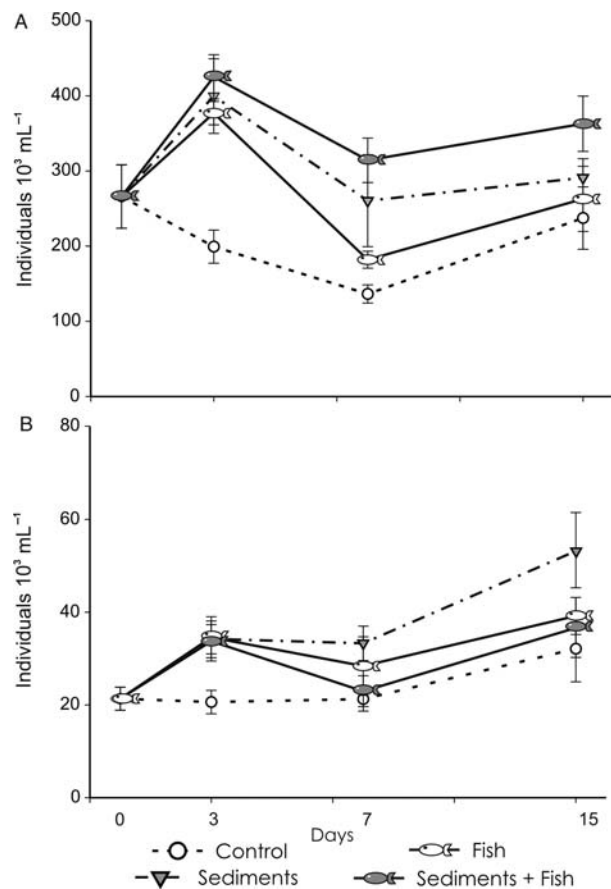 A
500
400
300
200
100
0
Individuals 10³ mL⁻¹
B
80
60
40
20
0
Individuals 10³ mL⁻¹
0 3 7 15
Days
Control Fish
Sediments Sediments + Fish